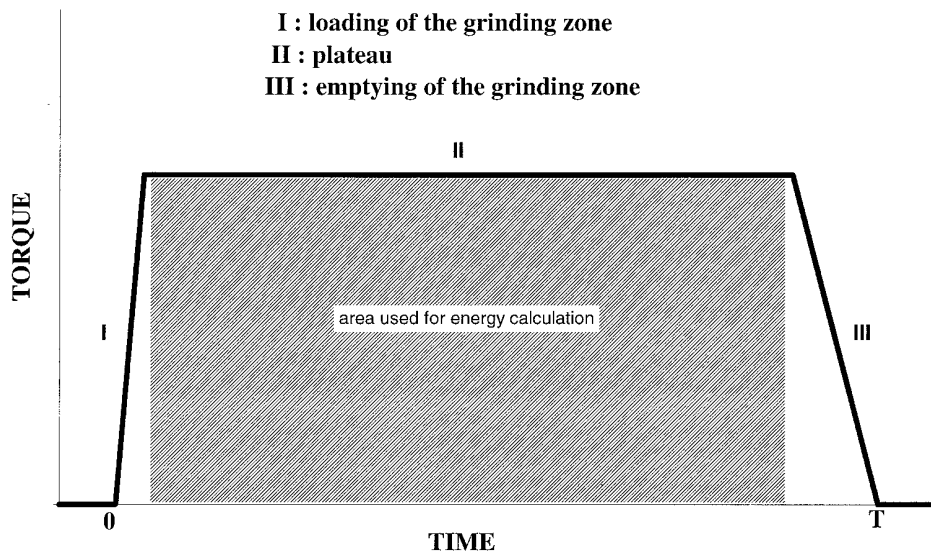 I : loading of the grinding zone
II : plateau
III : emptying of the grinding zone
II
TORQUE
area used for energy calculation
I
III
0
T
TIME